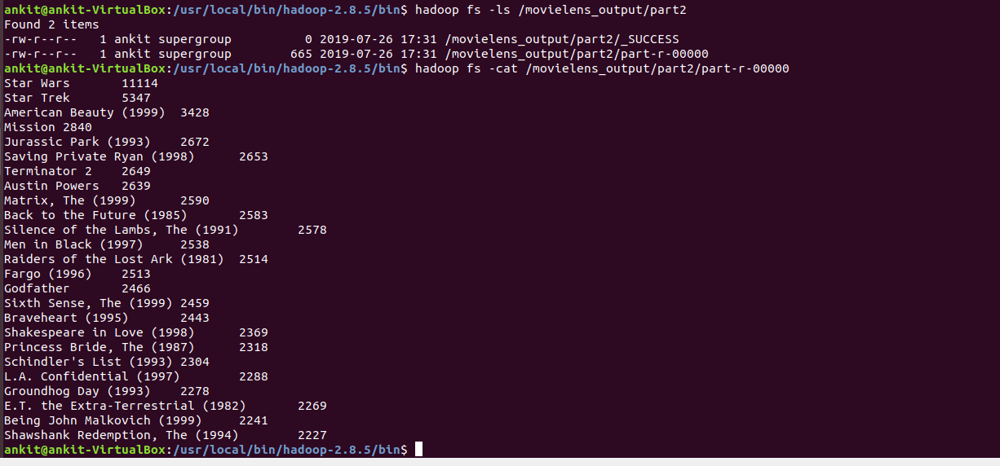 ankit@ankit-VirtualBox:/usr/local/bin/hadoop-2.8.5/bin$ hadoop fs -ls /movielens_output/part2
Found 2 items
-rw-r--r--   1 ankit supergroup          0 2019-07-26 17:31 /movielens_output/part2/_SUCCESS
-rw-r--r--   1 ankit supergroup        665 2019-07-26 17:31 /movielens_output/part2/part-r-00000
ankit@ankit-VirtualBox:/usr/local/bin/hadoop-2.8.5/bin$ hadoop fs -cat /movielens_output/part2/part-r-00000
Star Wars       11114
Star Trek       5347
American Beauty (1999)  3428
Mission 2840
Jurassic Park (1993)    2672
Saving Private Ryan (1998)      2653
Terminator 2    2649
Austin Powers   2639
Matrix, The (1999)      2590
Back to the Future (1985)       2583
Silence of the Lambs, The (1991)        2578
Men in Black (1997)     2538
Raiders of the Lost Ark (1981)  2514
Fargo (1996)    2513
Godfather       2466
Sixth Sense, The (1999) 2459
Braveheart (1995)       2443
Shakespeare in Love (1998)      2369
Princess Bride, The (1987)      2318
Schindler's List (1993) 2304
L.A. Confidential (1997)        2288
Groundhog Day (1993)    2278
E.T. the Extra-Terrestrial (1982)       2269
Being John Malkovich (1999)     2241
Shawshank Redemption, The (1994)        2227
ankit@ankit-VirtualBox:/usr/local/bin/hadoop-2.8.5/bin$